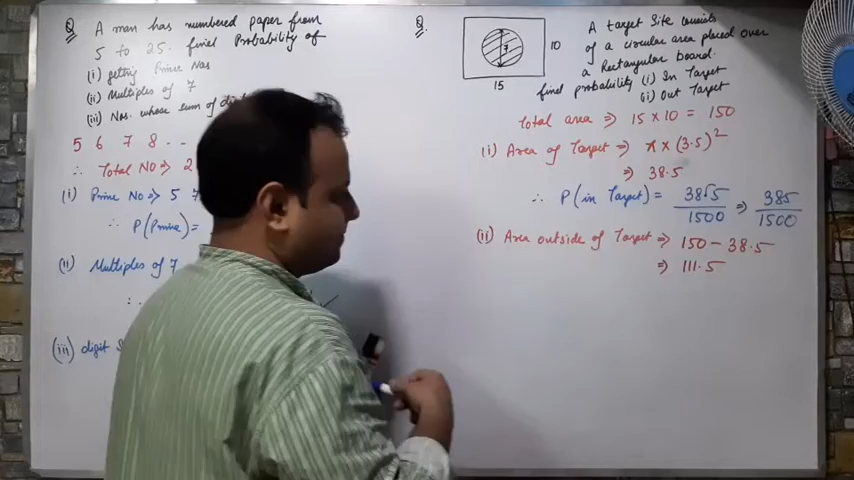 Q A man has numbered paper from
5 to 25. find Probability of
(i) getting Prime Nos
(ii) Multiples of 7
(iii) Nos. whose sum of d
5 6 7 8 . .
∴ Total No ⇒ 2
(i) Prime No ⇒ 5 7
∴ P(Prime) =
(ii) Multiples of 7
∴
(iii) digit S
Q
7
10
15
A target Site consists
of a circular area placed over
a Rectangular board.
find probability (i) In Target
(ii) Out Target
Total area ⇒ 15 × 10 = 150
(i) Area of Target ⇒ π × (3.5)²
⇒ 38.5
∴ P(in Target) = 385/1500 ⇒ 385/1500
(ii) Area outside of Target ⇒ 150 - 38.5
⇒ 111.5